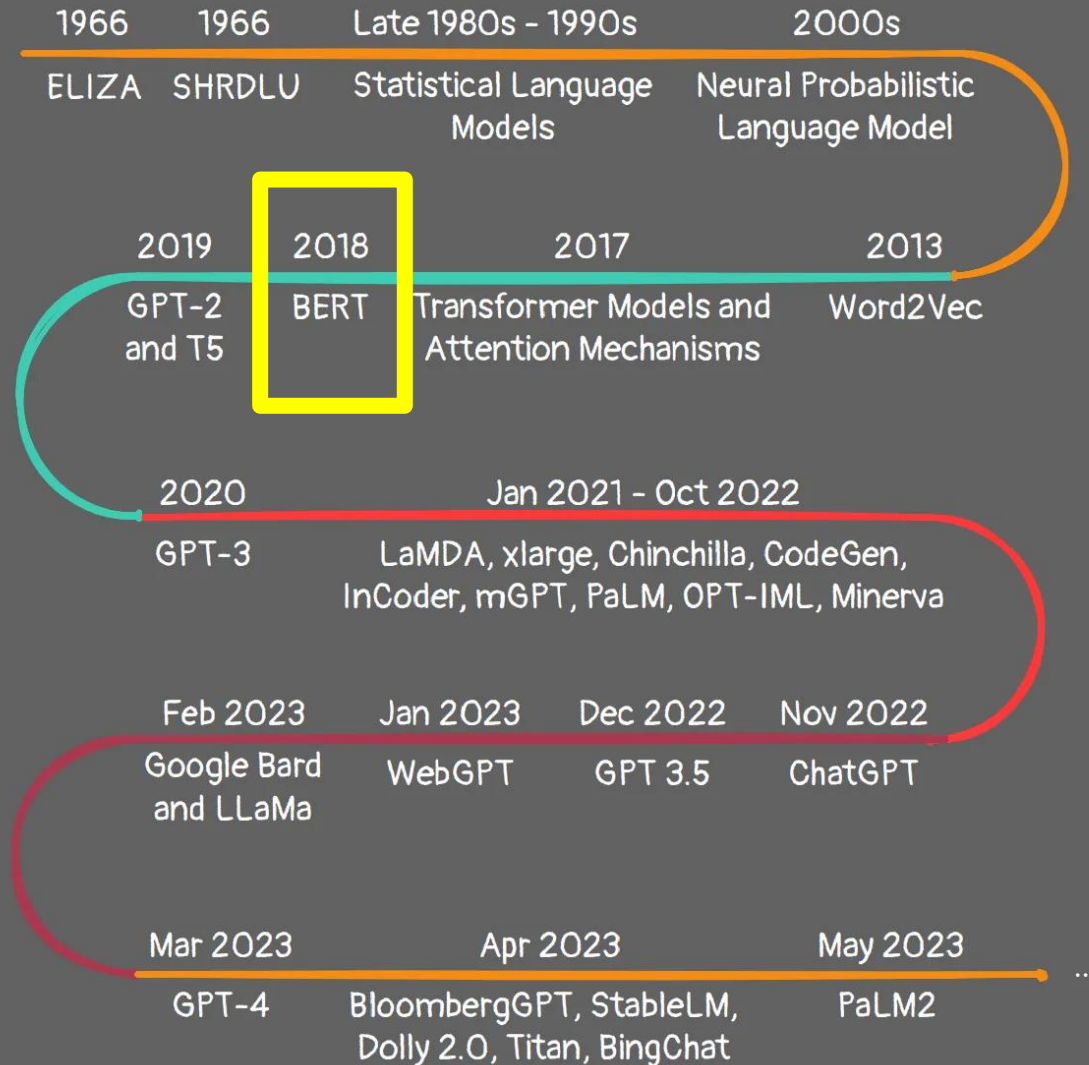 1966 1966 Late 1980s - 1990s 2000s
ELIZA SHRDLU Statistical Language Neural Probabilistic
Models Language Model
2019 2018 2017 2013
GPT-2 BERT Transformer Models and Word2Vec
and T5 Attention Mechanisms
2020 Jan 2021 - Oct 2022
GPT-3 LaMDA, xlarge, Chinchilla, CodeGen,
InCoder, mGPT, PaLM, OPT-IML, Minerva
Feb 2023 Jan 2023 Dec 2022 Nov 2022
Google Bard WebGPT GPT 3.5 ChatGPT
and LLaMa
Mar 2023 Apr 2023 May 2023
...
GPT-4 BloombergGPT, StableLM, PaLM2
Dolly 2.0, Titan, BingChat